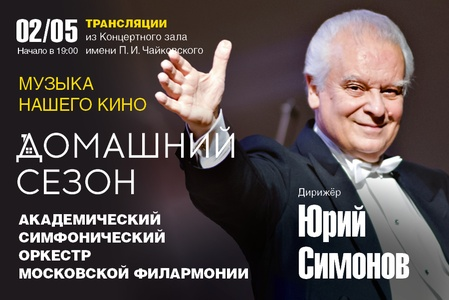 02/05
Начало в 19:00
ТРАНСЛЯЦИИ
из Концертного зала
имени П. И. Чайковского
МУЗЫКА
НАШЕГО КИНО
ДОМАШНИЙ
СЕЗОН
АКАДЕМИЧЕСКИЙ
СИМФОНИЧЕСКИЙ
ОРКЕСТР
МОСКОВСКОЙ ФИЛАРМОНИИ
Дирижёр
Юрий
Симонов